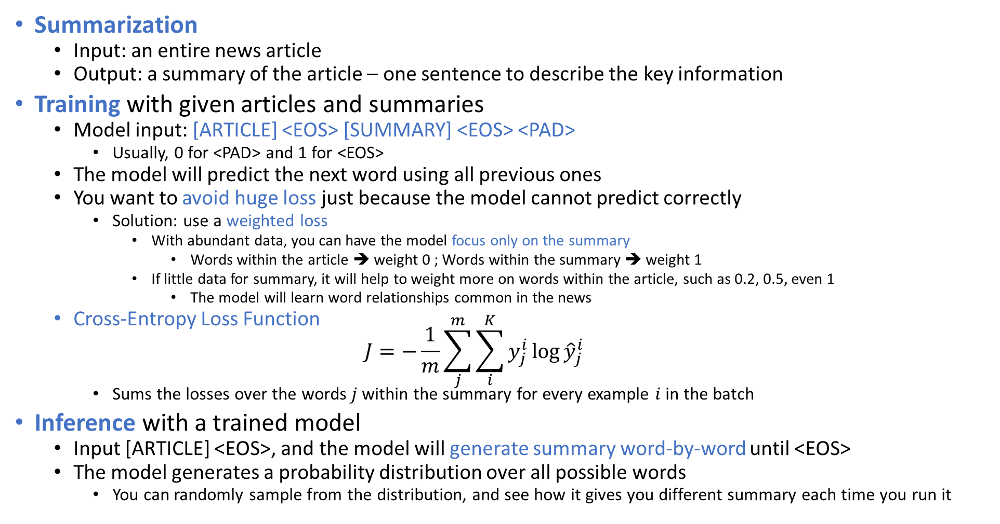 • Summarization
• Input: an entire news article
• Output: a summary of the article – one sentence to describe the key information
• Training with given articles and summaries
• Model input: [ARTICLE] <EOS> [SUMMARY] <EOS> <PAD>
• Usually, 0 for <PAD> and 1 for <EOS>
• The model will predict the next word using all previous ones
• You want to avoid huge loss just because the model cannot predict correctly
• Solution: use a weighted loss
• With abundant data, you can have the model focus only on the summary
• Words within the article ➔ weight 0 ; Words within the summary ➔ weight 1
• If little data for summary, it will help to weight more on words within the article, such as 0.2, 0.5, even 1
• The model will learn word relationships common in the news
• Cross-Entropy Loss Function
J = − \frac{1}{m} \sum_{j}^{m} \sum_{i}^{K} y_j^i \log \hat{y}_j^i
• Sums the losses over the words j within the summary for every example i in the batch
• Inference with a trained model
• Input [ARTICLE] <EOS>, and the model will generate summary word-by-word until <EOS>
• The model generates a probability distribution over all possible words
• You can randomly sample from the distribution, and see how it gives you different summary each time you run it